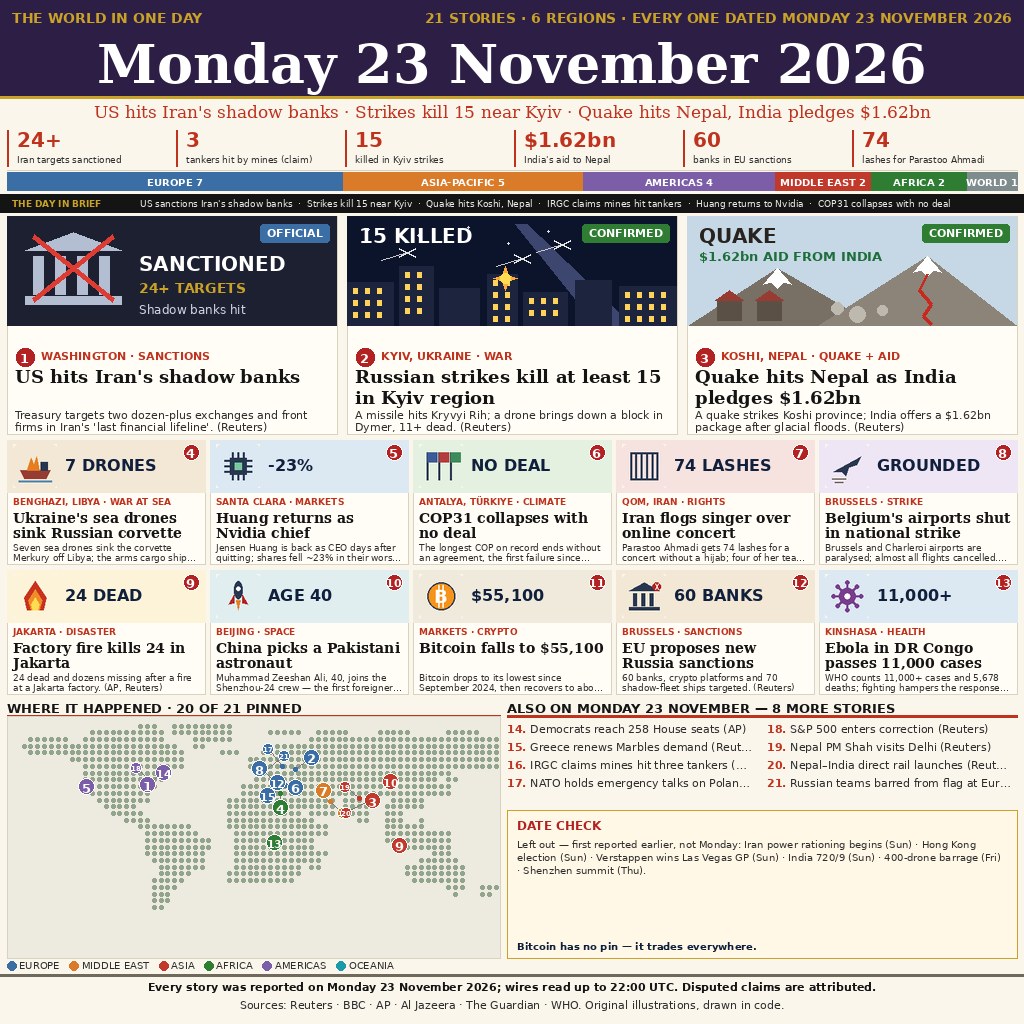 THE WORLD IN ONE DAY
21 STORIES · 6 REGIONS · EVERY ONE DATED MONDAY 23 NOVEMBER 2026
Monday 23 November 2026
US hits Iran's shadow banks · Strikes kill 15 near Kyiv · Quake hits Nepal, India pledges $1.62bn
24+
Iran targets sanctioned
3
tankers hit by mines (claim)
15
killed in Kyiv strikes
$1.62bn
India's aid to Nepal
60
banks in EU sanctions
74
lashes for Parastoo Ahmadi
EUROPE 7
ASIA-PACIFIC 5
AMERICAS 4
MIDDLE EAST 2
AFRICA 2
WORLD 1
THE DAY IN BRIEF
US sanctions Iran's shadow banks · Strikes kill 15 near Kyiv · Quake hits Koshi, Nepal · IRGC claims mines hit tankers · Huang returns to Nvidia · COP31 collapses with no deal
OFFICIAL
SANCTIONED
24+ TARGETS
Shadow banks hit
1 WASHINGTON · SANCTIONS
US hits Iran's shadow banks
Treasury targets two dozen-plus exchanges and front
firms in Iran's 'last financial lifeline'. (Reuters)
15 KILLED
CONFIRMED
2 KYIV, UKRAINE · WAR
Russian strikes kill at least 15
in Kyiv region
A missile hits Kryvyi Rih; a drone brings down a block in
Dymer, 11+ dead. (Reuters)
QUAKE
CONFIRMED
$1.62bn AID FROM INDIA
3 KOSHI, NEPAL · QUAKE + AID
Quake hits Nepal as India
pledges $1.62bn
A quake strikes Koshi province; India offers a $1.62bn
package after glacial floods. (Reuters)
7 DRONES
4
BENGHAZI, LIBYA · WAR AT SEA
Ukraine's sea drones
sink Russian corvette
Seven sea drones sink the corvette
Merkury off Libya; the arms cargo ship...
-23%
5
SANTA CLARA · MARKETS
Huang returns as
Nvidia chief
Jensen Huang is back as CEO days after
quitting; shares fell ~23% in their wors...
NO DEAL
6
ANTALYA, TÜRKIYE · CLIMATE
COP31 collapses with
no deal
The longest COP on record ends without
an agreement, the first failure since...
74 LASHES
7
QOM, IRAN · RIGHTS
Iran flogs singer over
online concert
Parastoo Ahmadi gets 74 lashes for a
concert without a hijab; four of her tea...
GROUNDED
8
BRUSSELS · STRIKE
Belgium's airports shut
in national strike
Brussels and Charleroi airports are
paralysed; almost all flights cancelled....
24 DEAD
9
JAKARTA · DISASTER
Factory fire kills 24 in
Jakarta
24 dead and dozens missing after a fire
at a Jakarta factory. (AP, Reuters)
AGE 40
10
BEIJING · SPACE
China picks a Pakistani
astronaut
Muhammad Zeeshan Ali, 40, joins the
Shenzhou-24 crew — the first foreigner...
B $55,100
11
MARKETS · CRYPTO
Bitcoin falls to $55,100
Bitcoin drops to its lowest since
September 2024, then recovers to abo...
60 BANKS
12
BRUSSELS · SANCTIONS
EU proposes new
Russia sanctions
60 banks, crypto platforms and 70
shadow-fleet ships targeted. (Reuters)
11,000+
13
KINSHASA · HEALTH
Ebola in DR Congo
passes 11,000 cases
WHO counts 11,000+ cases and 5,678
deaths; fighting hampers the response...
WHERE IT HAPPENED · 20 OF 21 PINNED
17
21
2
8
18
14
5
1
12
6
15
7
19
10
3
4
20
13
9
EUROPE
MIDDLE EAST
ASIA
AFRICA
AMERICAS
OCEANIA
ALSO ON MONDAY 23 NOVEMBER — 8 MORE STORIES
14. Democrats reach 258 House seats (AP)
15. Greece renews Marbles demand (Reut...
16. IRGC claims mines hit three tankers (...
17. NATO holds emergency talks on Polan...
18. S&P 500 enters correction (Reuters)
19. Nepal PM Shah visits Delhi (Reuters)
20. Nepal–India direct rail launches (Reut...
21. Russian teams barred from flag at Eur...
DATE CHECK
Left out — first reported earlier, not Monday: Iran power rationing begins (Sun) · Hong Kong
election (Sun) · Verstappen wins Las Vegas GP (Sun) · India 720/9 (Sun) · 400-drone barrage (Fri)
· Shenzhen summit (Thu).
Bitcoin has no pin — it trades everywhere.
Every story was reported on Monday 23 November 2026; wires read up to 22:00 UTC. Disputed claims are attributed.
Sources: Reuters · BBC · AP · Al Jazeera · The Guardian · WHO. Original illustrations, drawn in code.